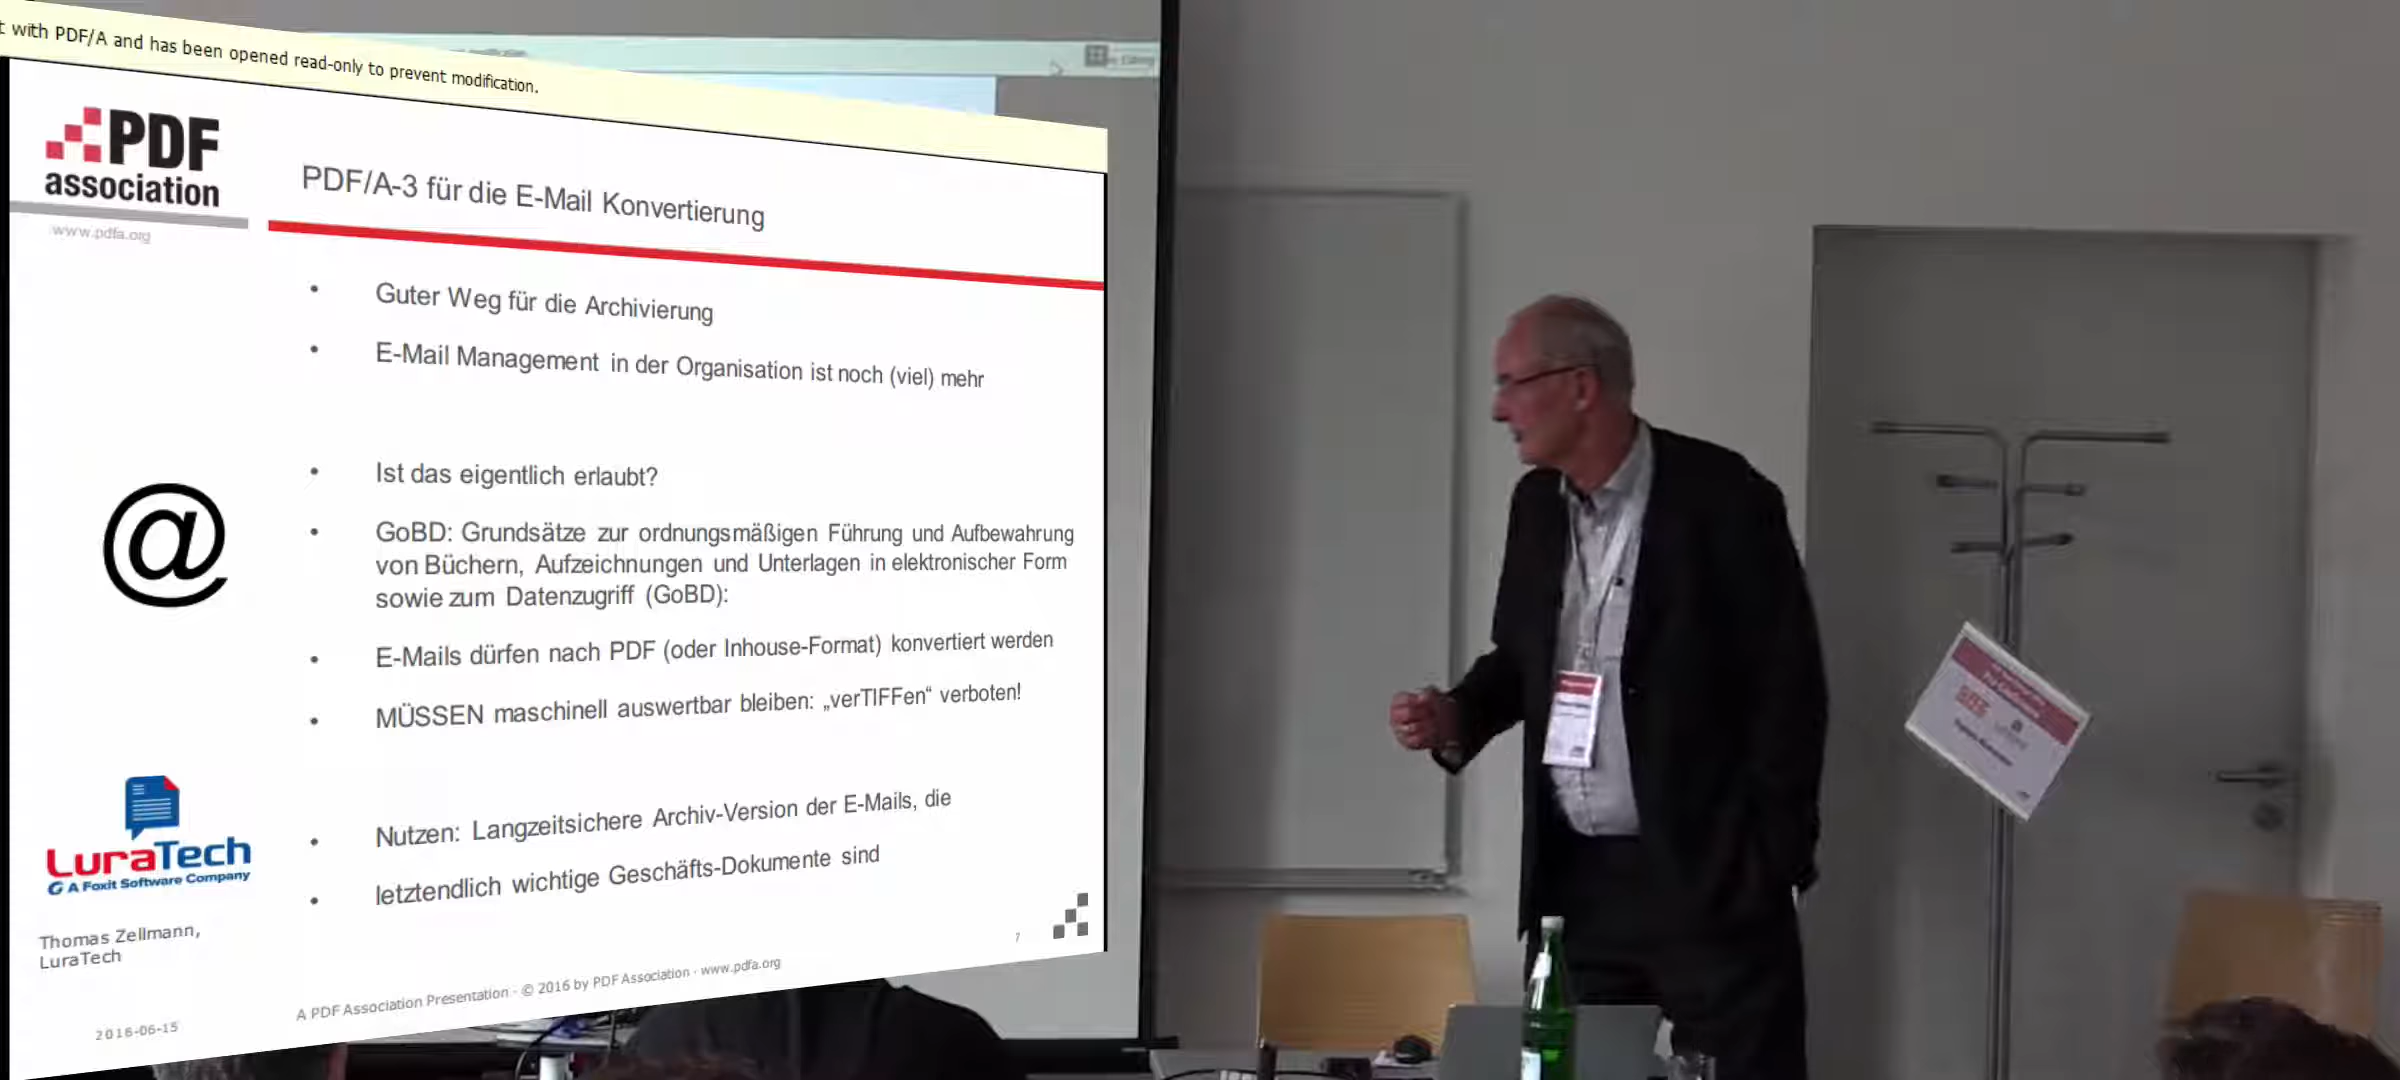 t with PDF/A and has been opened read-only to prevent modification.
PDF
association
www.pdfa.org
PDF/A-3 für die E-Mail Konvertierung
• Guter Weg für die Archivierung
• E-Mail Management in der Organisation ist noch (viel) mehr
• Ist das eigentlich erlaubt?
• GoBD: Grundsätze zur ordnungsmäßigen Führung und Aufbewahrung
von Büchern, Aufzeichnungen und Unterlagen in elektronischer Form
sowie zum Datenzugriff (GoBD):
• E-Mails dürfen nach PDF (oder Inhouse-Format) konvertiert werden
• MÜSSEN maschinell auswertbar bleiben: „verTIFFen“ verboten!
• Nutzen: Langzeitsichere Archiv-Version der E-Mails, die
• letztendlich wichtige Geschäfts-Dokumente sind
@
LuraTech
A Foxit Software Company
Thomas Zellmann,
LuraTech
2016-06-15
A PDF Association Presentation · © 2016 by PDF Association · www.pdfa.org
7